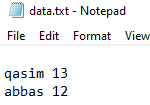 data.txt - Notepad
File Edit Format View
qasim 13
abbas 12